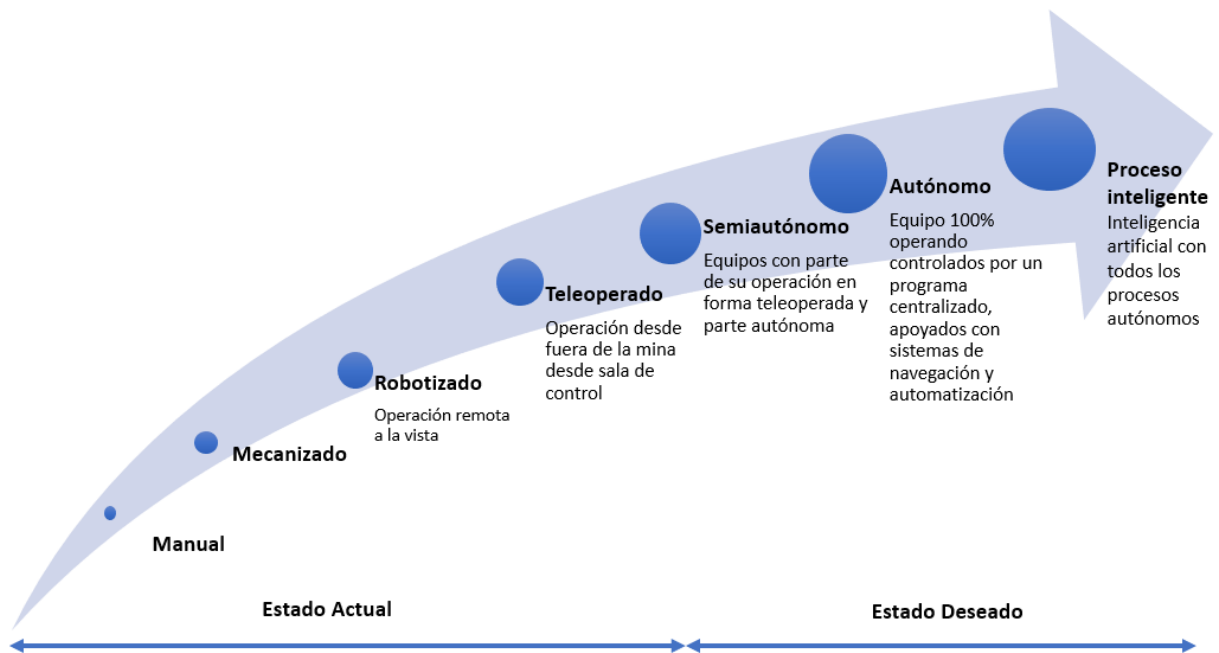 Manual
Mecanizado
Robotizado
Operación remota
a la vista
Teleoperado
Operación desde
fuera de la mina
desde sala de
control
Semiautónomo
Equipos con parte
de su operación en
forma teleoperada y
parte autónoma
Autónomo
Equipo 100%
operando
controlados por un
programa
centralizado,
apoyados con
sistemas de
navegación y
automatización
Proceso
inteligente
Inteligencia
artificial con
todos los
procesos
autónomos
Estado Actual
Estado Deseado